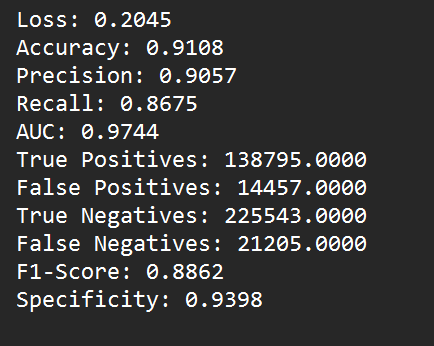 Loss: 0.2045
Accuracy: 0.9108
Precision: 0.9057
Recall: 0.8675
AUC: 0.9744
True Positives: 138795.0000
False Positives: 14457.0000
True Negatives: 225543.0000
False Negatives: 21205.0000
F1-Score: 0.8862
Specificity: 0.9398